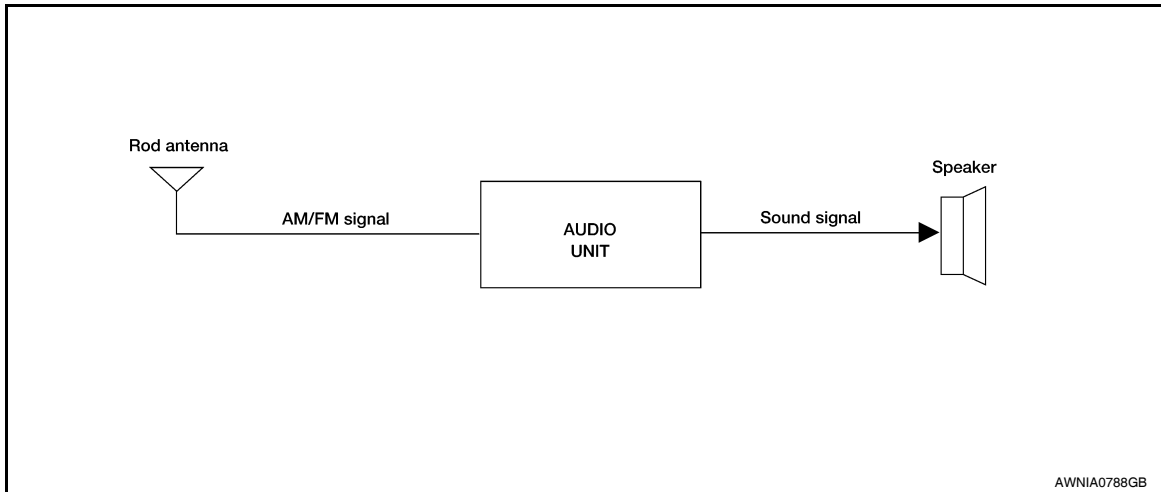 Rod antenna
Speaker
AM/FM signal
Sound signal
AUDIO
UNIT
AWNIA0788GB